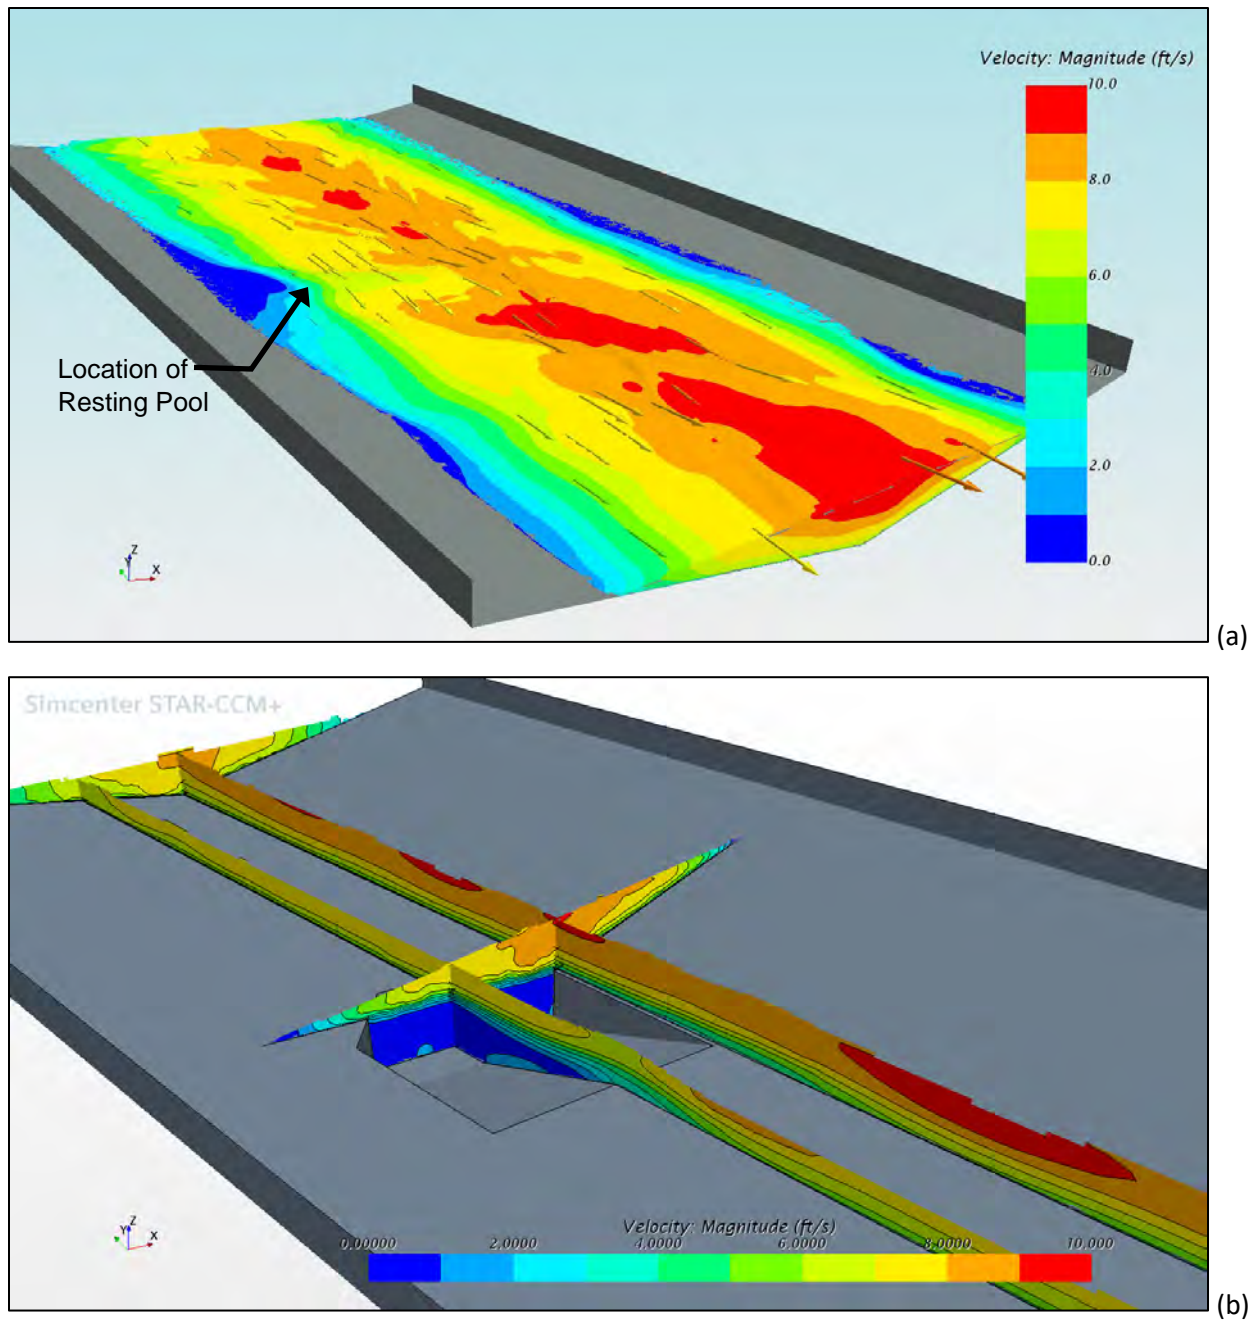 Velocity: Magnitude (ft/s)
10.0
8.0
6.0
4.0
2.0
0.0
Location of
Resting Pool
Z
Y
X
(a)
Simcenter STAR-CCM+
Z
Y
X
Velocity: Magnitude (ft/s)
0.00000 2.0000 4.0000 6.0000 8.0000 10.000
(b)